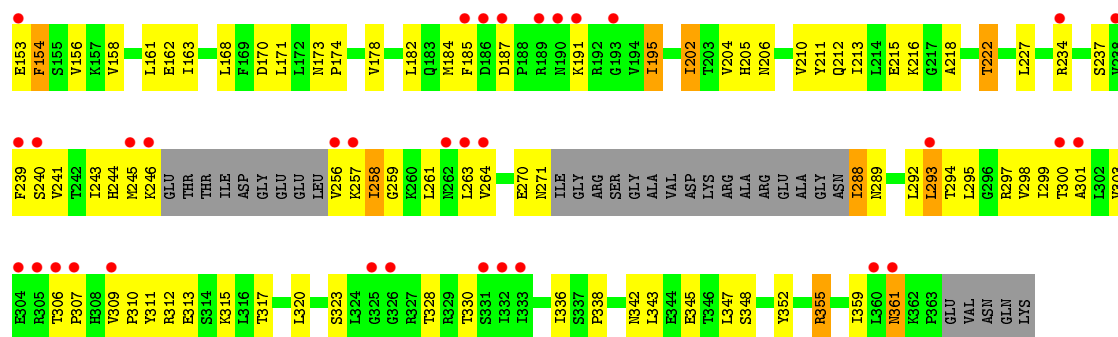 E153 F154 S155 V156 K157 V158 L161 E162 I163 L168 F169 D170 L171 L172 N173 P174 V178 L182 Q183 M184 F185 D186 D187 P188 R189 N190 K191 R192 G193 V194 I195 I202 T203 V204 H205 N206 V210 Y211 Q212 I213 L214 E215 K216 G217 A218 T222 L227 R234 S237 V238
F239 S240 V241 T242 I243 H244 M245 K246 GLU THR THR ILE ASP GLY GLU GLU LEU V256 K257 I258 G259 K260 L261 N262 L263 V264 E270 N271 ILE GLY ARG SER GLY ALA VAL ASP LYS ARG ALA ARG GLU ALA GLY ASN I288 N289 L292 L293 T294 L295 G296 R297 V298 I299 T300 A301 L302 V303
E304 R305 T306 P307 H308 V309 P310 Y311 R312 E313 S314 K315 L316 T317 L320 S323 L324 G325 G326 R327 T328 R329 T330 S331 I332 I333 I336 S337 P338 N342 L343 E344 E345 T346 L347 S348 Y352 R355 I359 L360 N361 K362 P363 GLU VAL ASN GLN LYS